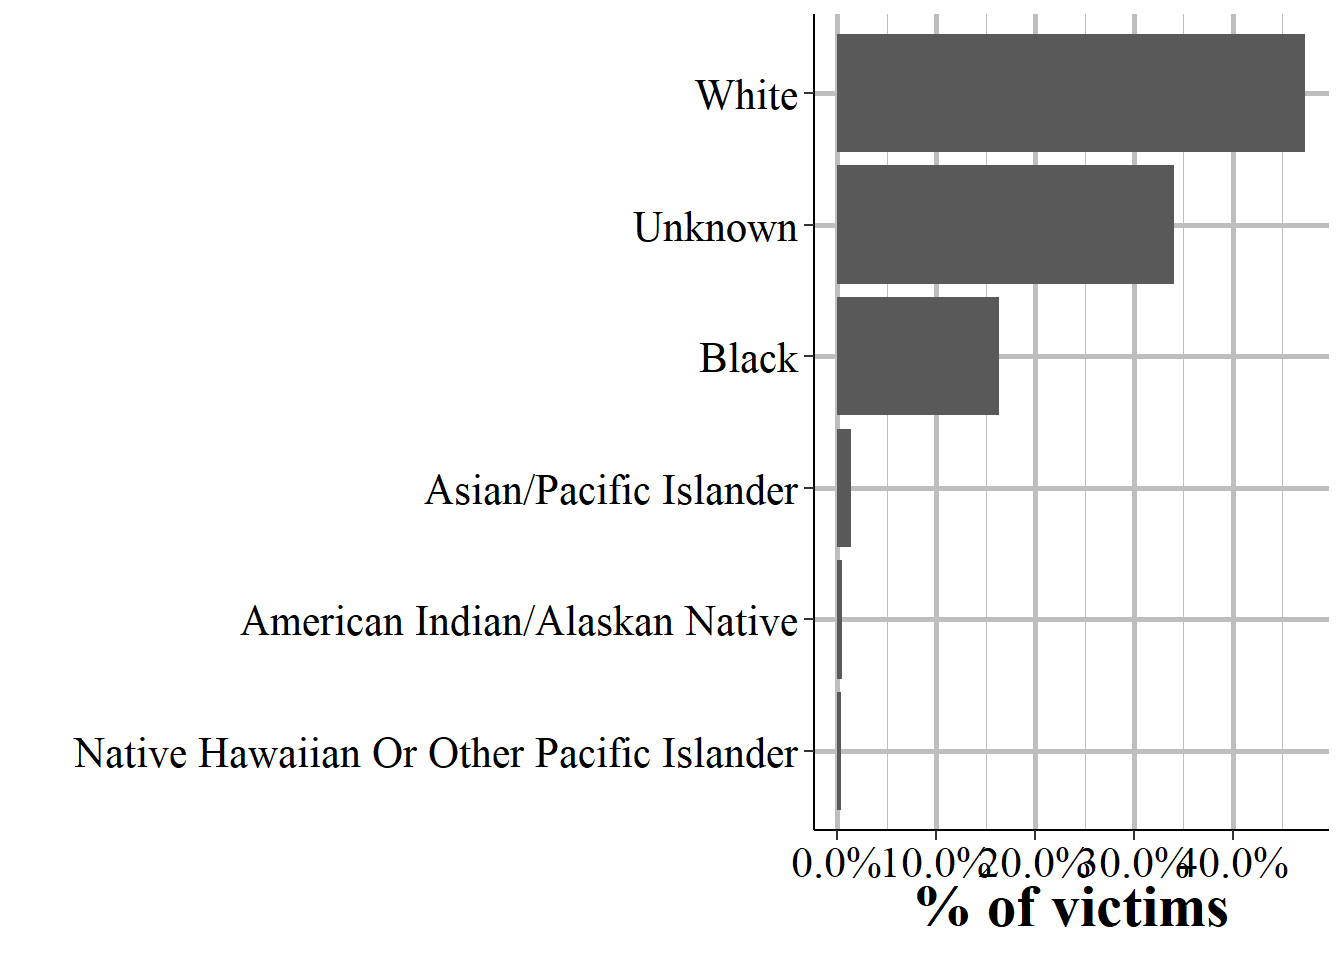 White
Unknown
Black
Asian/Pacific Islander
American Indian/Alaskan Native
Native Hawaiian Or Other Pacific Islander
0.0% 10.0% 20.0% 30.0% 40.0%
% of victims